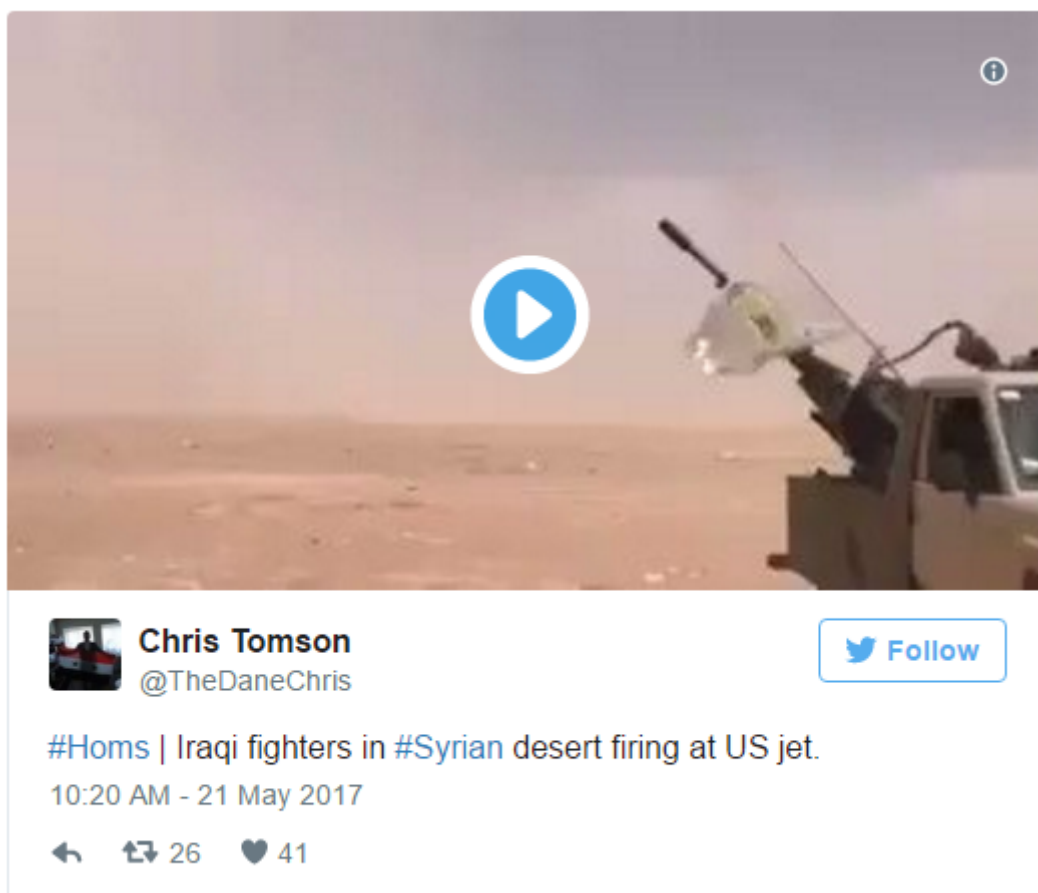 Chris Tomson
@TheDaneChris
Follow
#Homs | Iraqi fighters in #Syrian desert firing at US jet.
10:20 AM - 21 May 2017
26 41